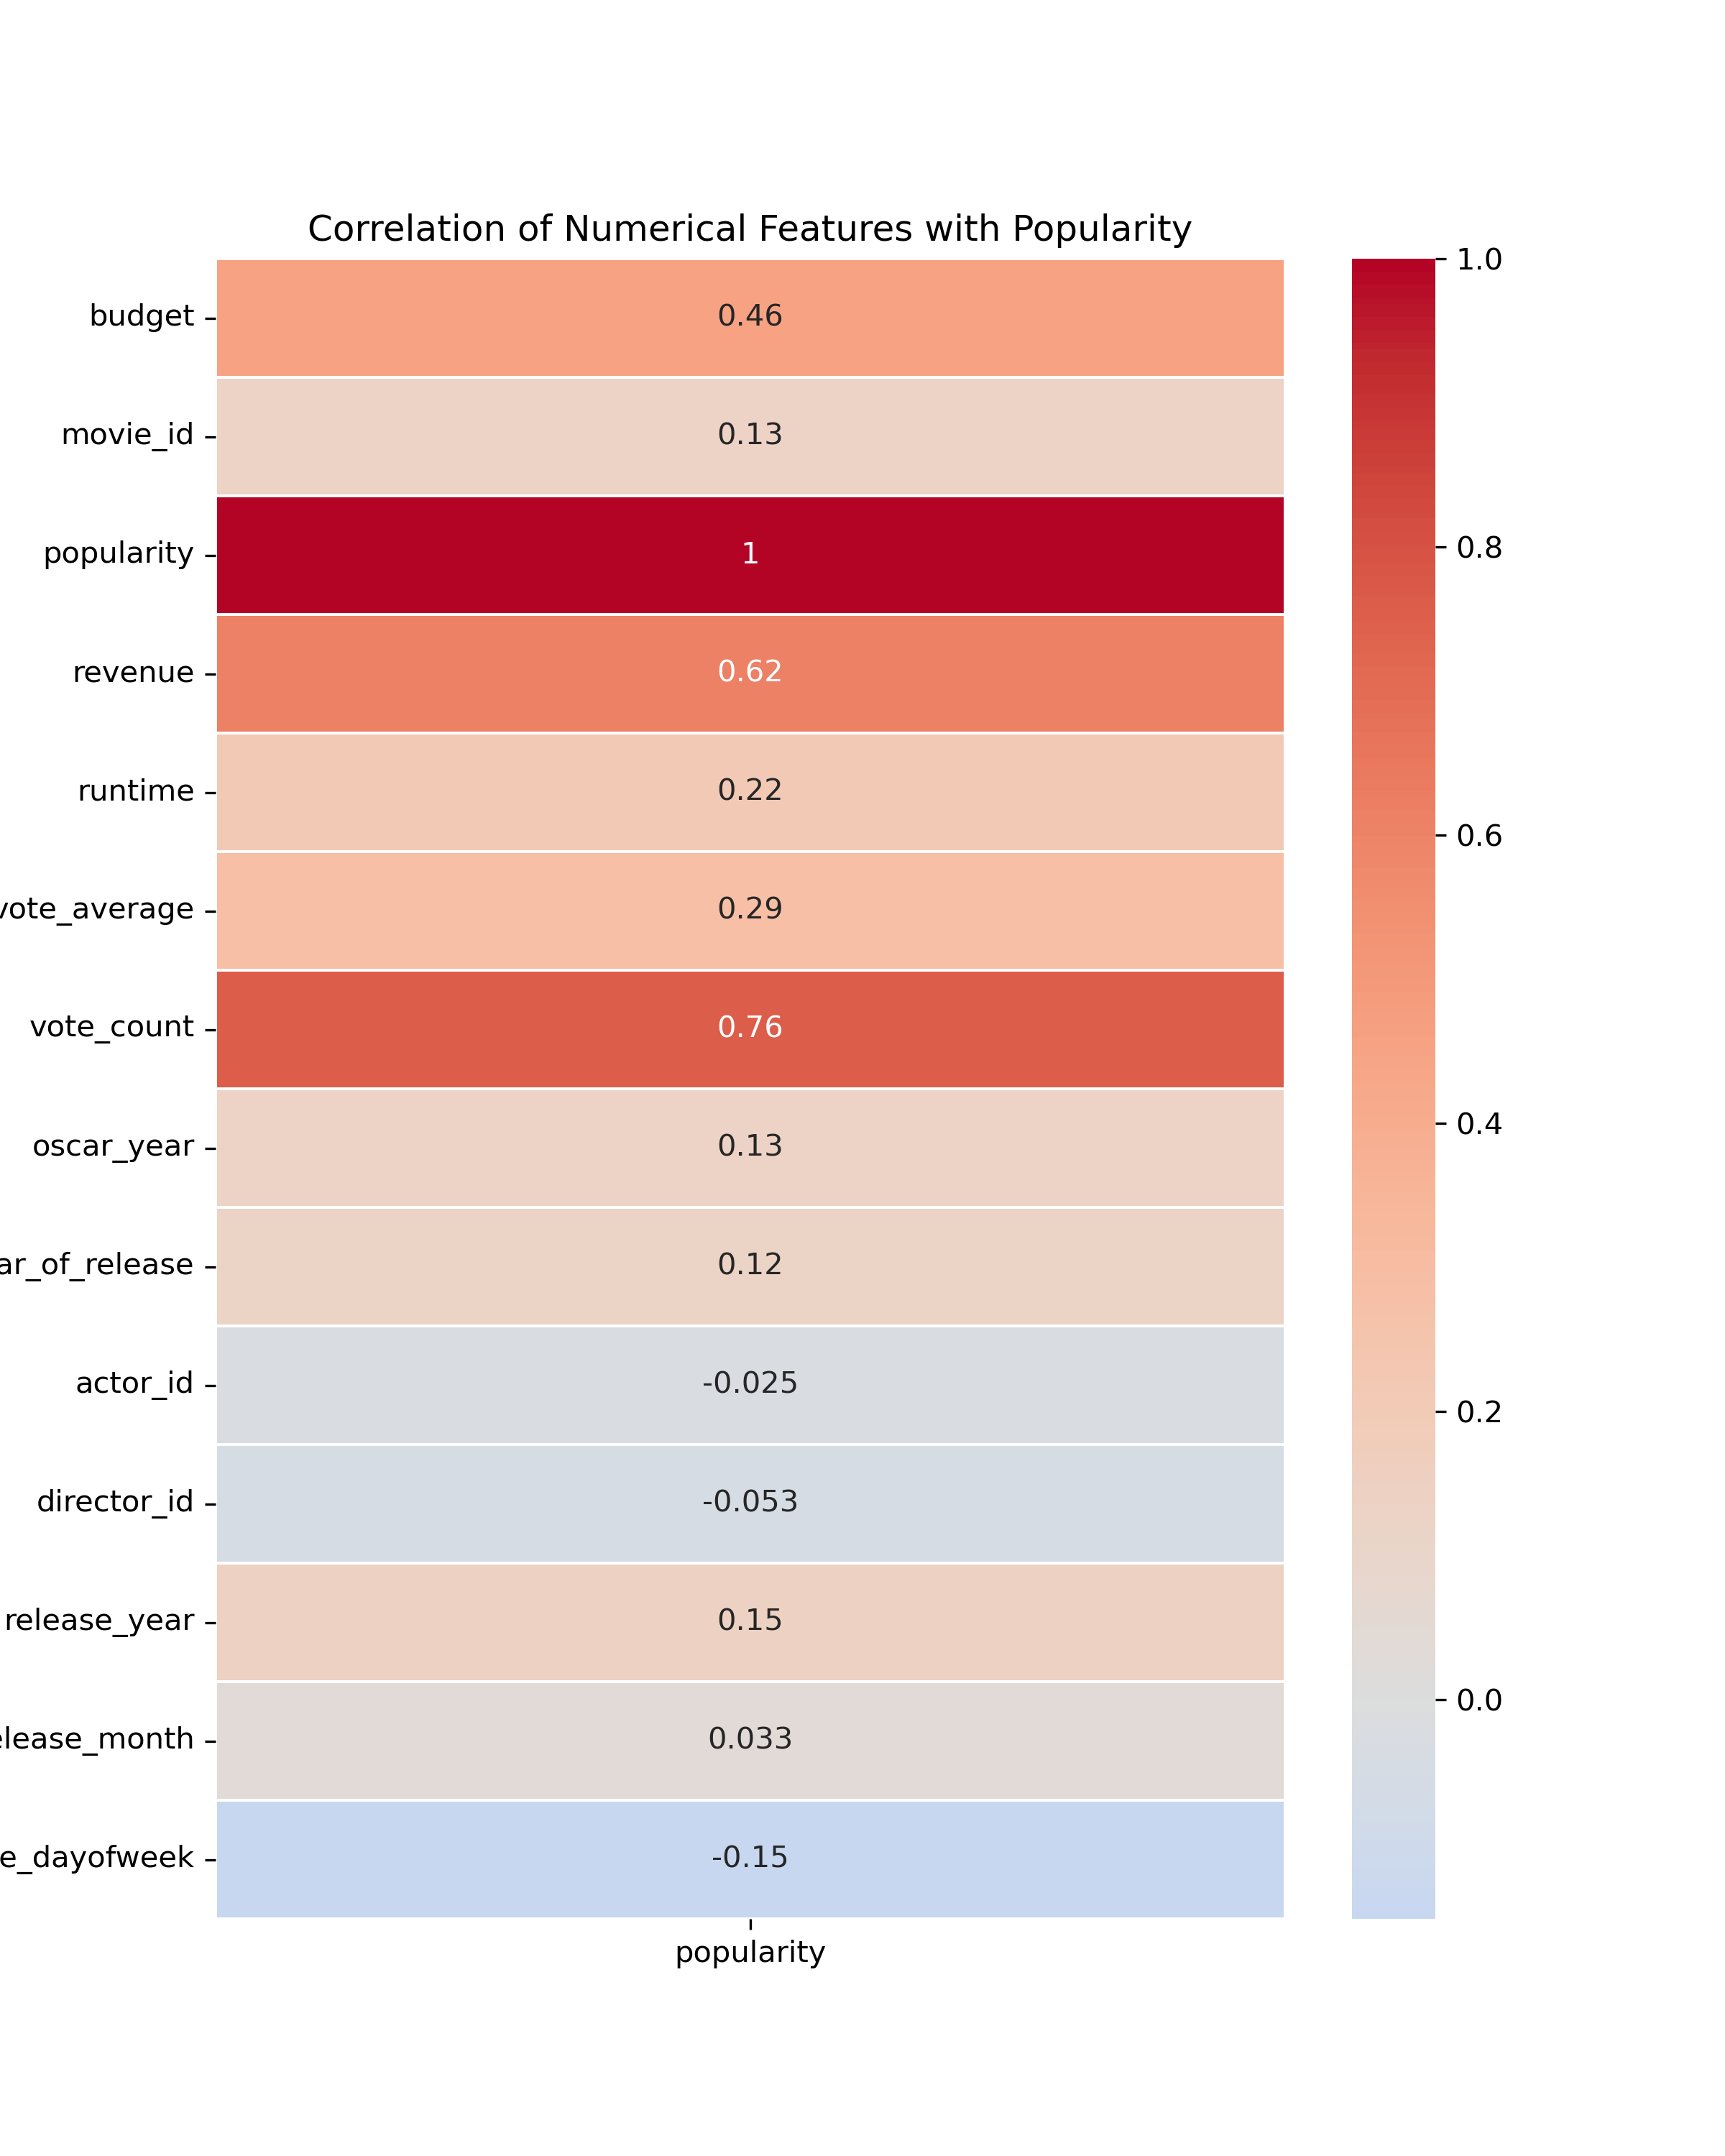 Correlation of Numerical Features with Popularity
budget 0.46
movie_id 0.13
popularity 1
revenue 0.62
runtime 0.22
vote_average 0.29
vote_count 0.76
oscar_year 0.13
ar_of_release 0.12
actor_id -0.025
director_id -0.053
release_year 0.15
elease_month 0.033
e_dayofweek -0.15
popularity
1.0
0.8
0.6
0.4
0.2
0.0